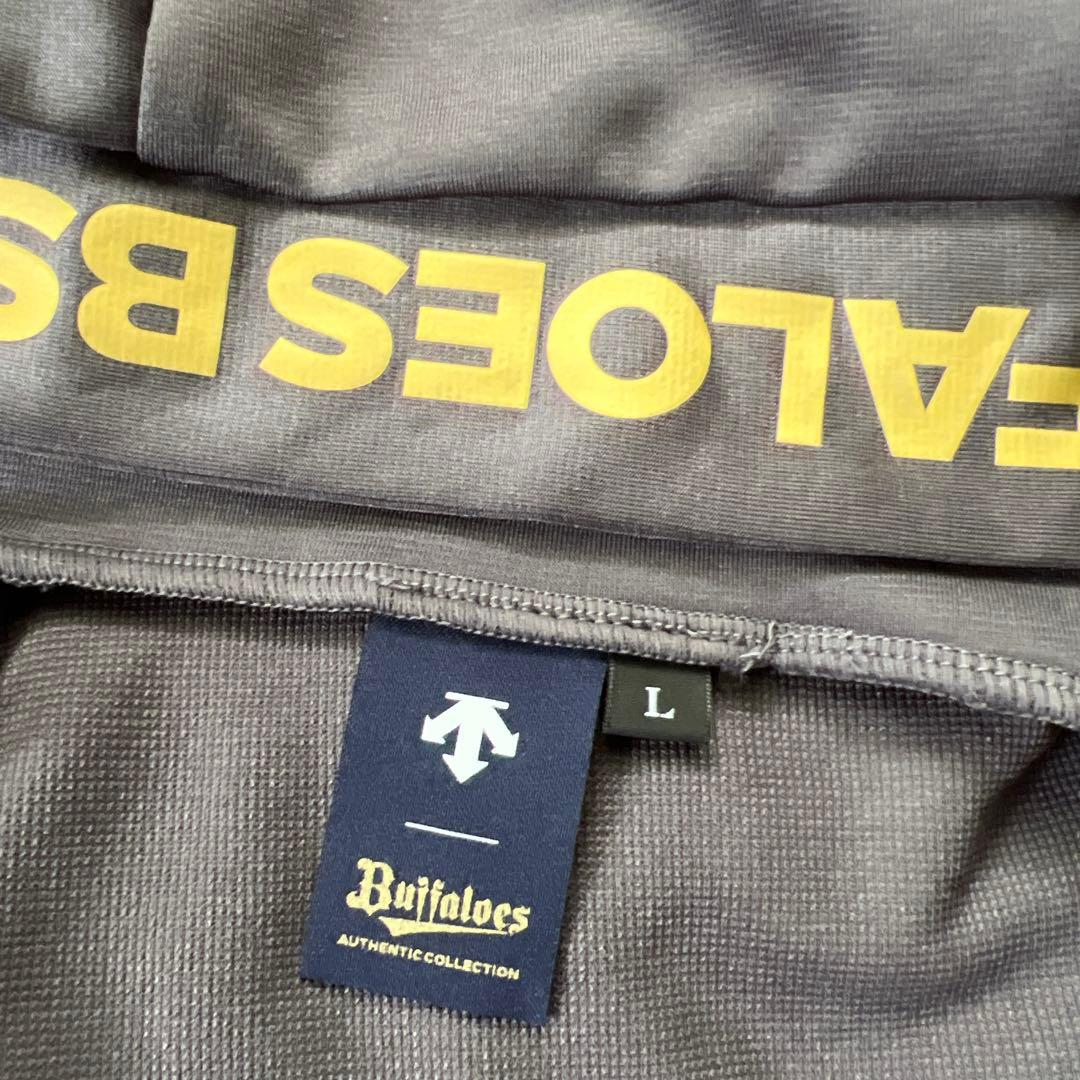 FALOES BS
L
Buffaloes
AUTHENTIC COLLECTION